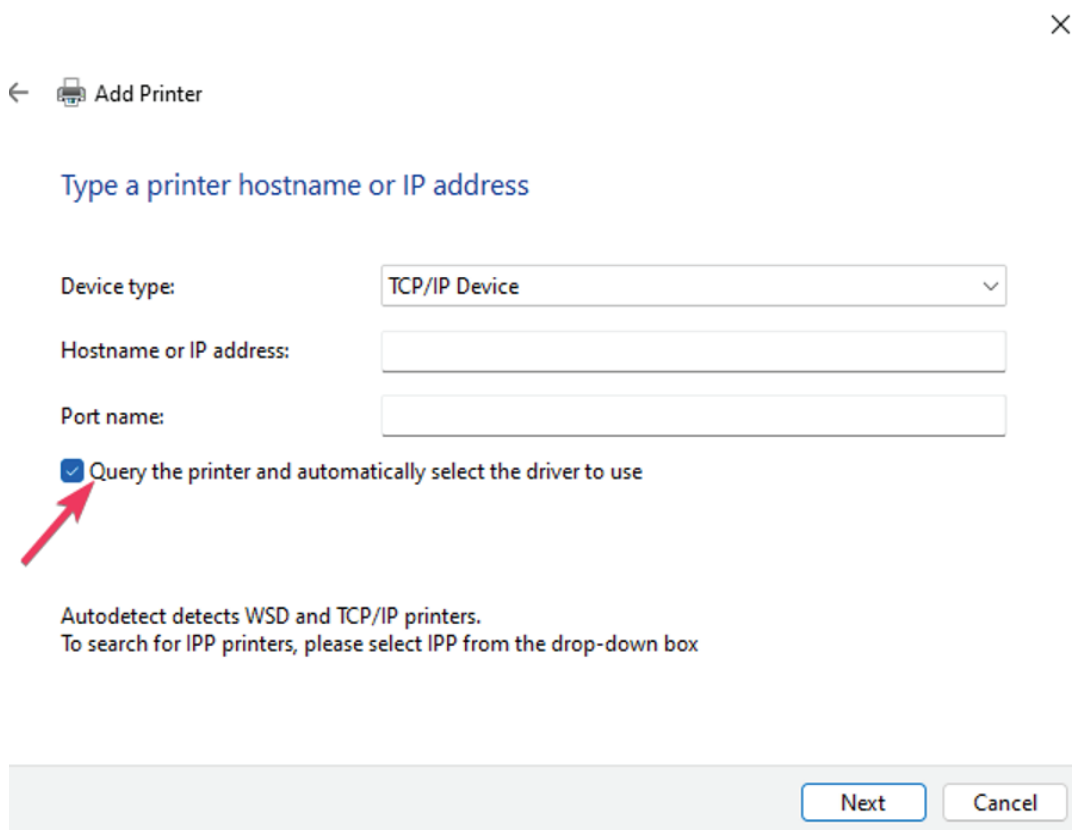 Add Printer
Type a printer hostname or IP address
Device type:
TCP/IP Device
Hostname or IP address:
Port name:
Query the printer and automatically select the driver to use
Autodetect detects WSD and TCP/IP printers.
To search for IPP printers, please select IPP from the drop-down box
Next
Cancel